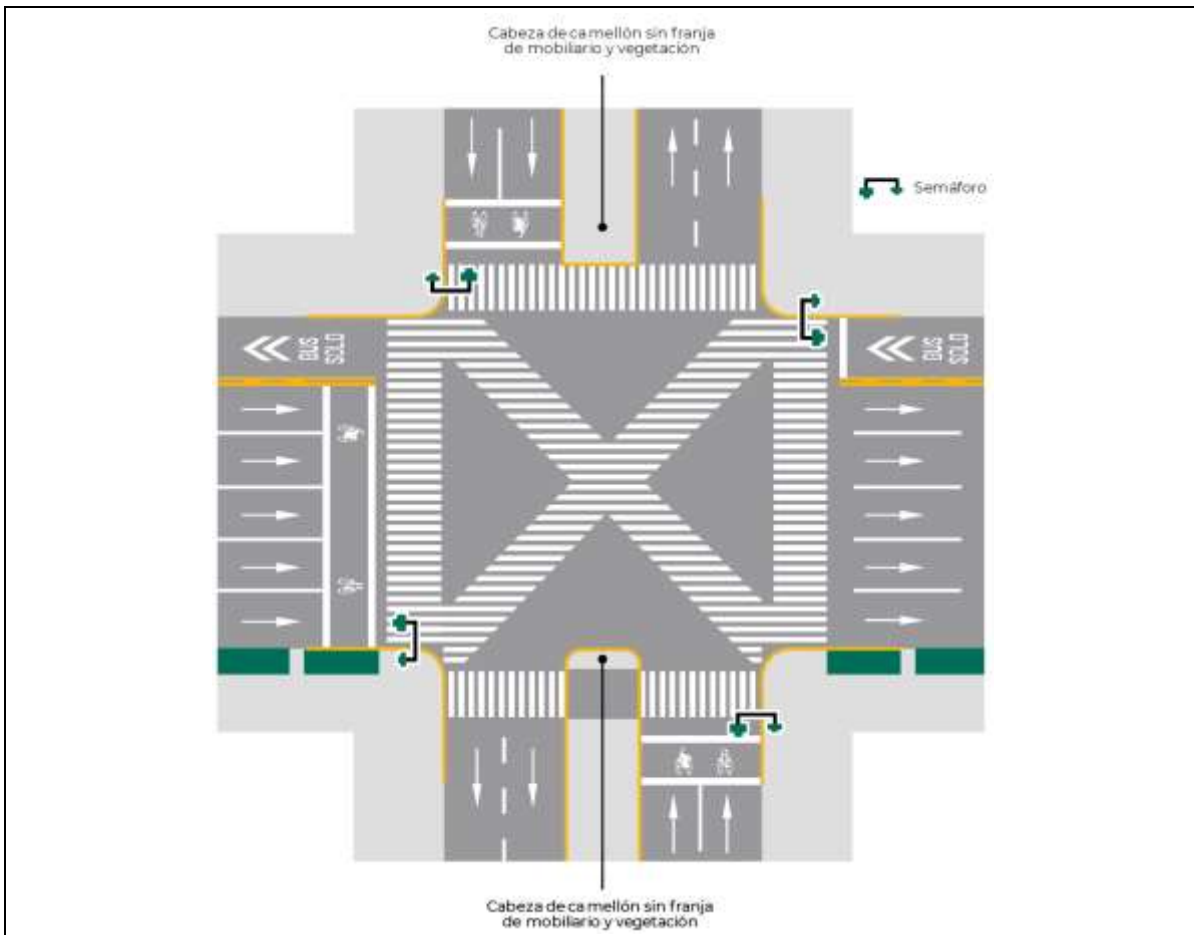 Cabeza de camellón sin franja
de mobiliario y vegetación
Semáforo
BUS
SOLO
BUS
SOLO
Cabeza de camellón sin franja
de mobiliario y vegetación